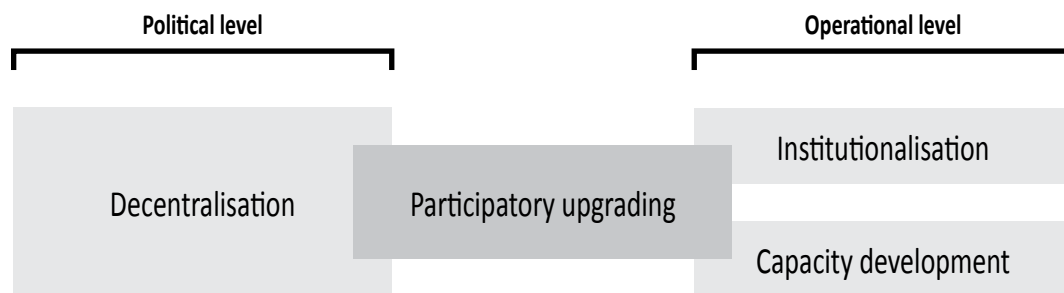 Political level
Operational level
Decentralisation
Participatory upgrading
Institutionalisation
Capacity development